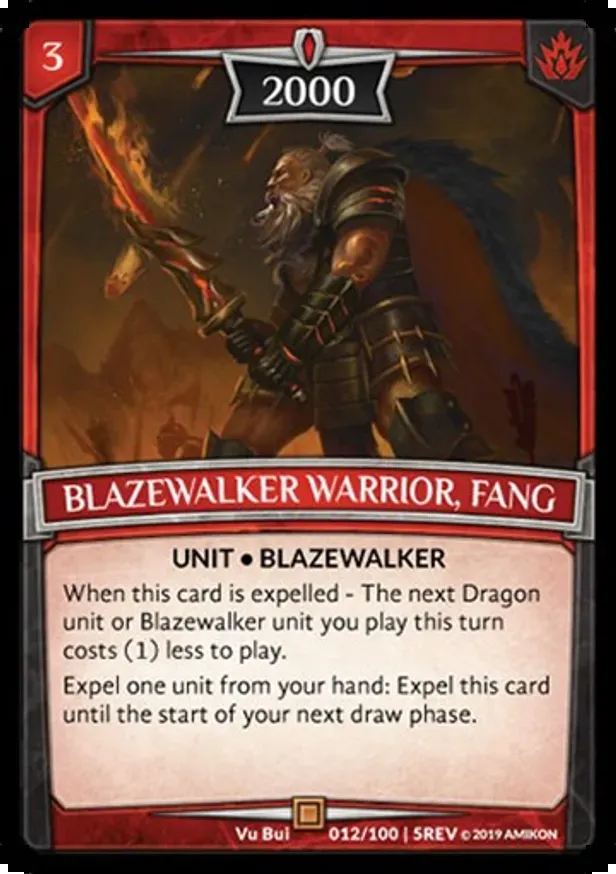 3
2000
BLAZEWALKER WARRIOR, FANG
UNIT • BLAZEWALKER
When this card is expelled - The next Dragon
unit or Blazewalker unit you play this turn
costs (1) less to play.
Expel one unit from your hand: Expel this card
until the start of your next draw phase.
Vu Bui 012/100 | 5REV © 2019 AMIKON